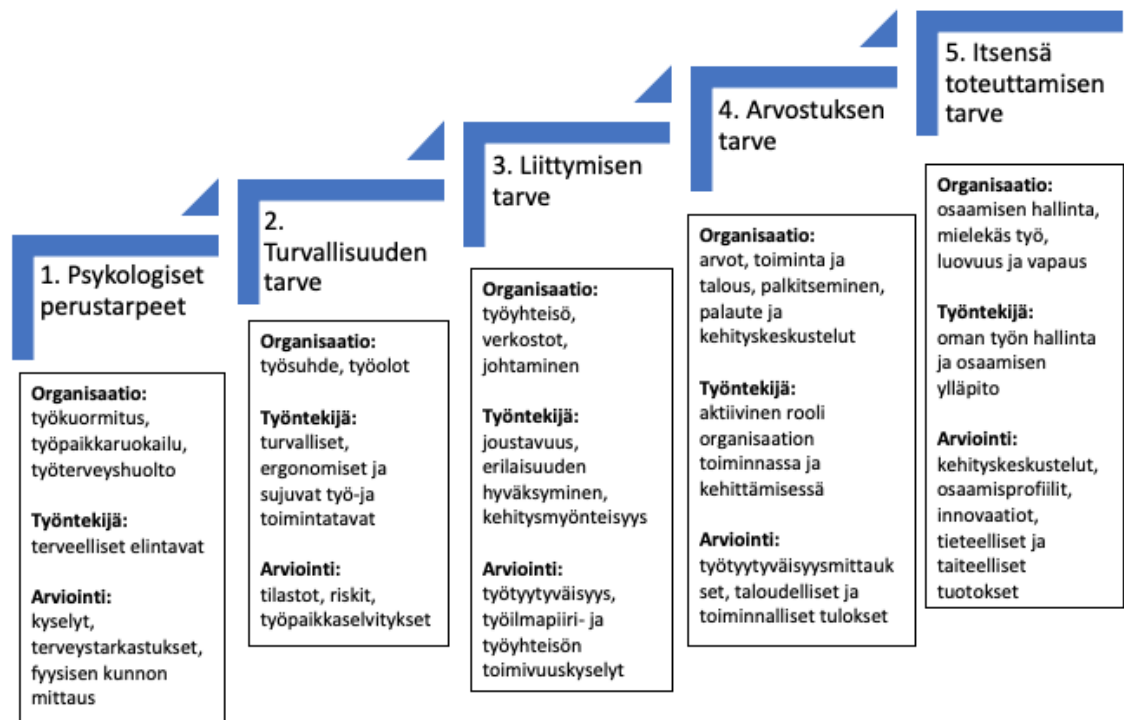 1. Psykologiset
perustarpeet
Organisaatio:
työkuormitus,
työpaikkaruokailu,
työterveyshuolto
Työntekijä:
terveelliset elintavat
Arviointi:
kyselyt,
terveystarkastukset,
fyysisen kunnon
mittaus
2.
Turvallisuuden
tarve
Organisaatio:
työsuhde, työolot
Työntekijä:
turvalliset,
ergonomiset ja
sujuvat työ-ja
toimintatavat
Arviointi:
tilastot, riskit,
työpaikkaselvitykset
3. Liittymisen
tarve
Organisaatio:
työyhteisö,
verkostot,
johtaminen
Työntekijä:
joustavuus,
erilaisuuden
hyväksyminen,
kehitysmyönteisyys
Arviointi:
työtyytyväisyys,
työilmapiiri- ja
työyhteisön
toimivuuskyselyt
4. Arvostuksen
tarve
Organisaatio:
arvot, toiminta ja
talous, palkitseminen,
palaute ja
kehityskeskustelut
Työntekijä:
aktiivinen rooli
organisaation
toiminnassa ja
kehittämisessä
Arviointi:
työtyytyväisyysmittauk
set, taloudelliset ja
toiminnalliset tulokset
5. Itsensä
toteuttamisen
tarve
Organisaatio:
osaamisen hallinta,
mielekäs työ,
luovuus ja vapaus
Työntekijä:
oman työn hallinta
ja osaamisen
ylläpito
Arviointi:
kehityskeskustelut,
osaamisprofiilit,
innovaatiot,
tieteelliset ja
taiteelliset
tuotokset